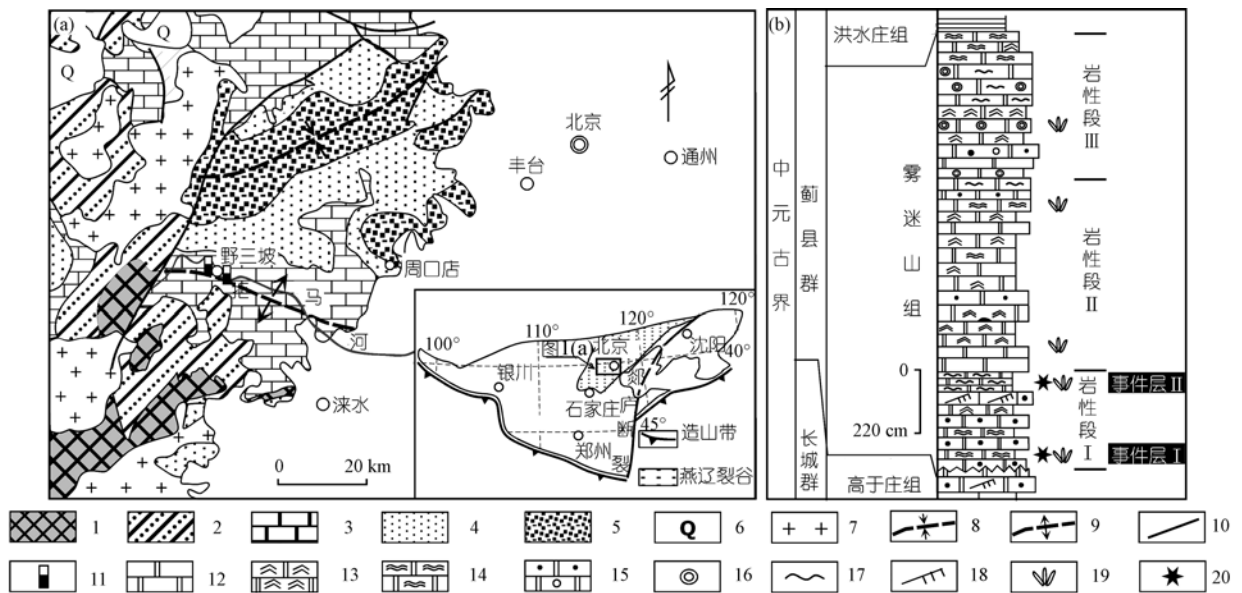 (a)
Q
Q
北京
丰台
通州
野三坡
拒
马
河
周口店
涞水
0 20 km
100°
110°
120°
120°
40°
45°
图1(a)
北京
沈阳
银川
石家庄
郑州
郯
庐
断
裂
造山带
燕辽裂谷
(b)
洪水庄组
中元古界
蓟县群
长城群
雾迷山组
高于庄组
岩性段III
岩性段II
岩性段I
0
220 cm
事件层II
事件层I
1 2 3 4 5 Q 6 7 8 9 10
11 12 13 14 15 16 17 18 19 20